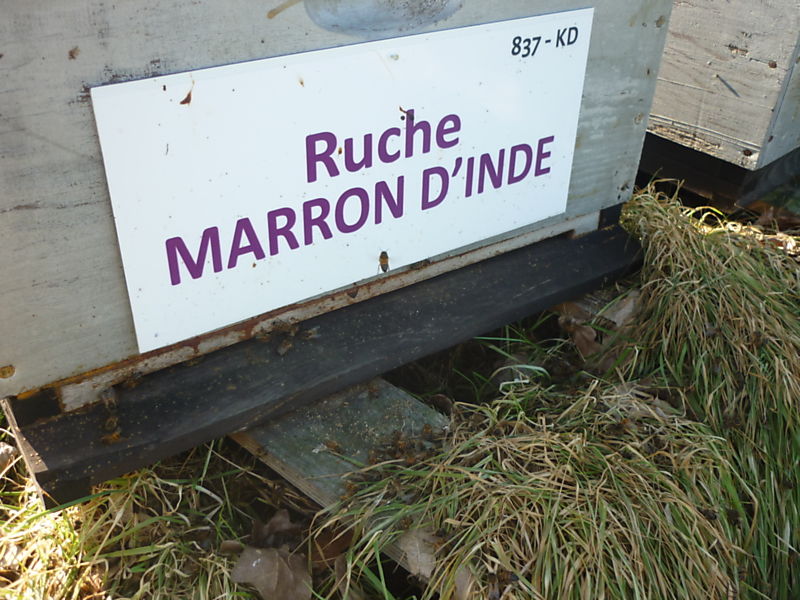 837 - KD
Ruche
MARRON D'INDE